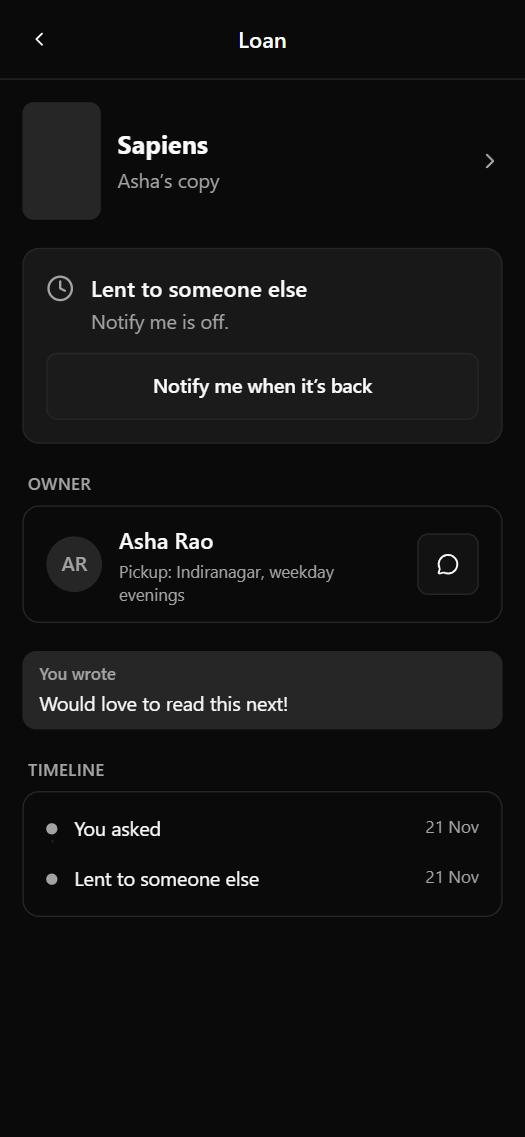 Loan
Sapiens
Asha’s copy
Lent to someone else
Notify me is off.
Notify me when it’s back
OWNER
AR
Asha Rao
Pickup: Indiranagar, weekday
evenings
You wrote
Would love to read this next!
TIMELINE
You asked
21 Nov
Lent to someone else
21 Nov